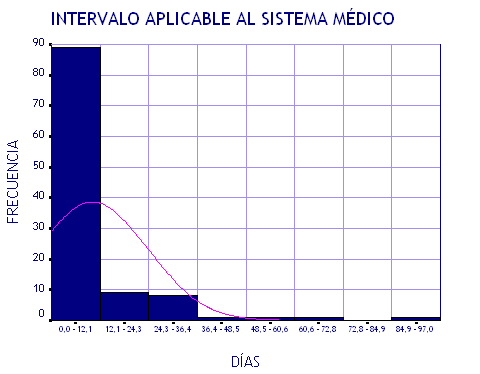 INTERVALO APLICABLE AL SISTEMA MÉDICO
90
80
70
60
50
40
30
20
10
0
FRECUENCIA
0,0 - 12,1 12,1 - 24,3 24,3 - 36,4 36,4 - 48,5 48,5 - 60,6 60,6 - 72,8 72,8 - 84,9 84,9 - 97,0
DÍAS